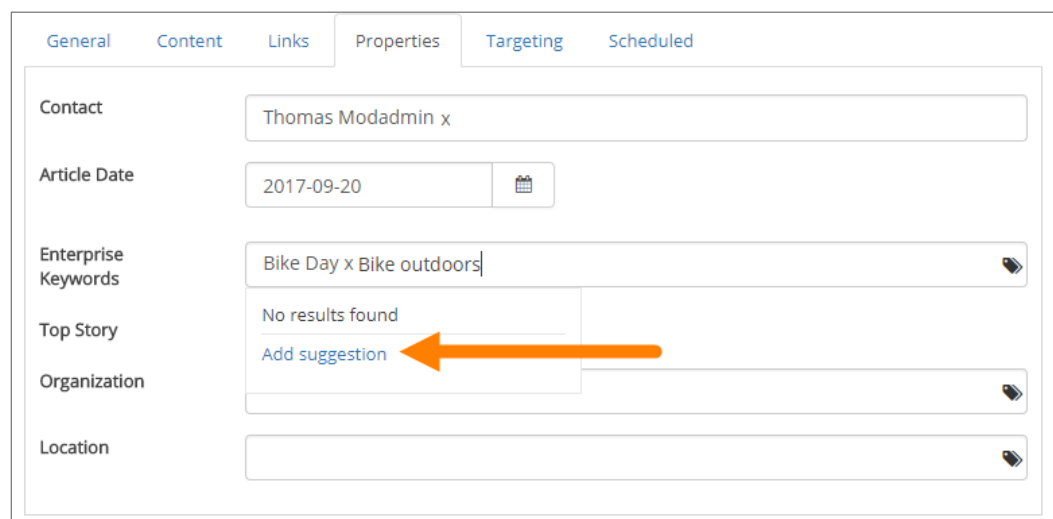 General Content Links Properties Targeting Scheduled
Contact
Thomas Modadmin x
Article Date
2017-09-20
Enterprise
Keywords
Bike Day x Bike outdoors
No results found
Add suggestion
Top Story
Organization
Location